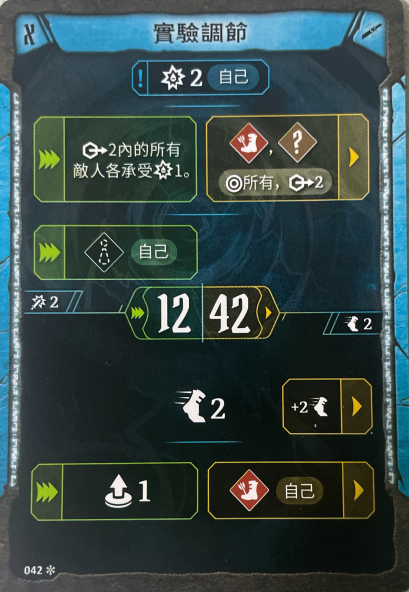 實驗調節
! 2 自己
2內的所有
敵人各承受1。
, ?
所有, 2
自己
2
12 42
2
2
+2
1
自己
042